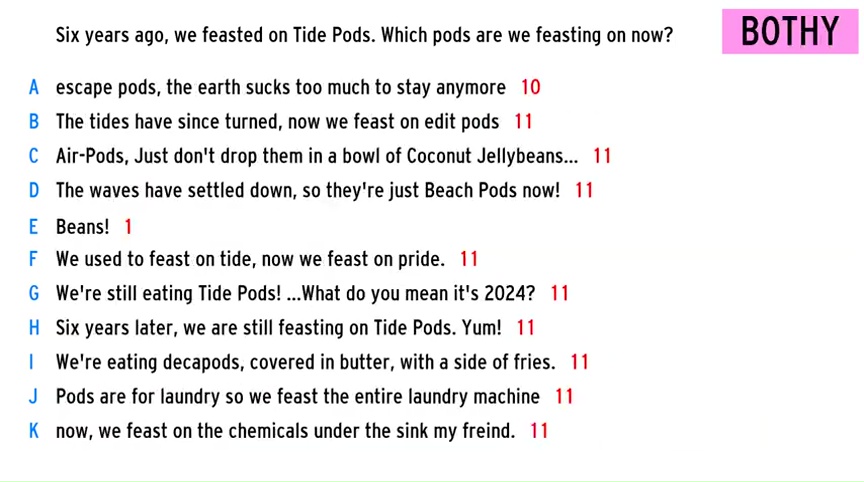 Six years ago, we feasted on Tide Pods. Which pods are we feasting on now?
BOTHY
A escape pods, the earth sucks too much to stay anymore 10
B The tides have since turned, now we feast on edit pods 11
C Air-Pods, Just don't drop them in a bowl of Coconut Jellybeans... 11
D The waves have settled down, so they're just Beach Pods now! 11
E Beans! 1
F We used to feast on tide, now we feast on pride. 11
G We're still eating Tide Pods! ...What do you mean it's 2024? 11
H Six years later, we are still feasting on Tide Pods. Yum! 11
I We're eating decapods, covered in butter, with a side of fries. 11
J Pods are for laundry so we feast the entire laundry machine 11
K now, we feast on the chemicals under the sink my freind. 11